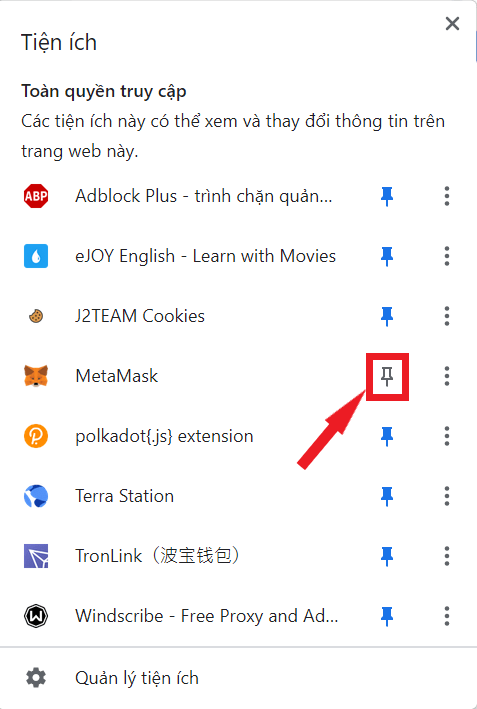 Tiện ích
Toàn quyền truy cập
Các tiện ích này có thể xem và thay đổi thông tin trên
trang web này.
ABP Adblock Plus - trình chặn quản...
eJOY English - Learn with Movies
J2TEAM Cookies
MetaMask
polkadot{.js} extension
Terra Station
TronLink（波宝钱包）
Windscribe - Free Proxy and Ad...
Quản lý tiện ích